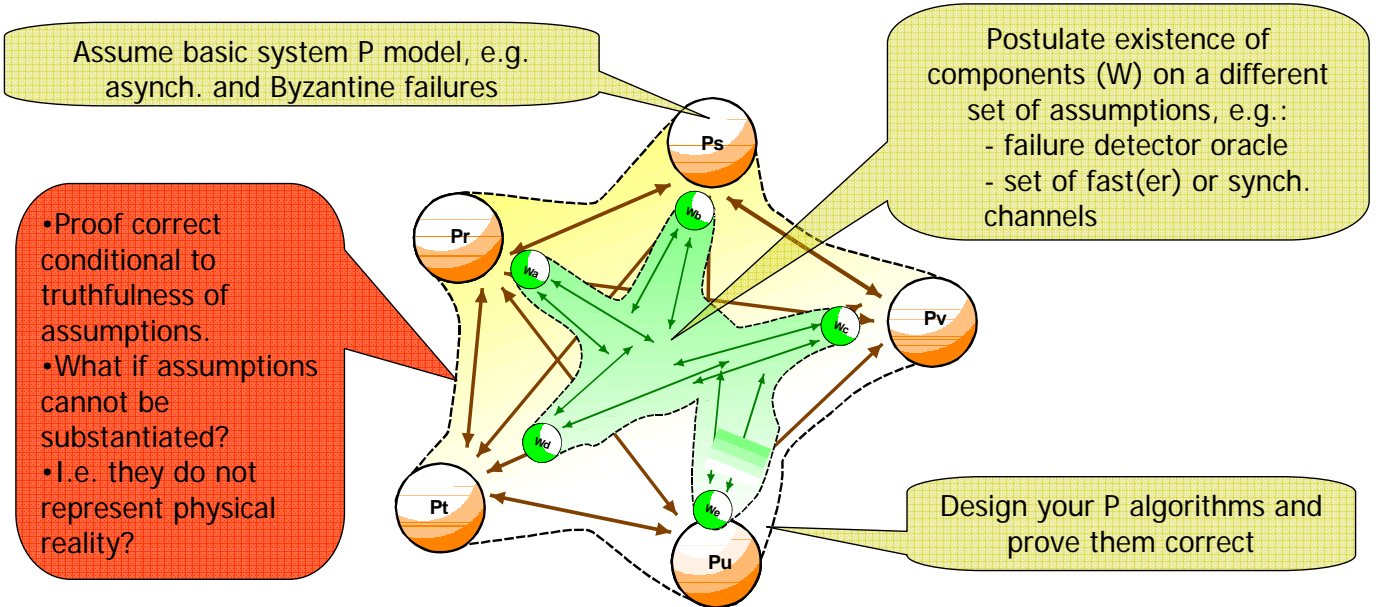 Assume basic system P model, e.g.
asynch. and Byzantine failures
Postulate existence of
components (W) on a different
set of assumptions, e.g.:
- failure detector oracle
- set of fast(er) or synch.
channels
•Proof correct
conditional to
truthfulness of
assumptions.
•What if assumptions
cannot be
substantiated?
•I.e. they do not
represent physical
reality?
Ps
Wb
Pr
Wa
Wc
Pv
Wd
Pt
We
Pu
Design your P algorithms and
prove them correct